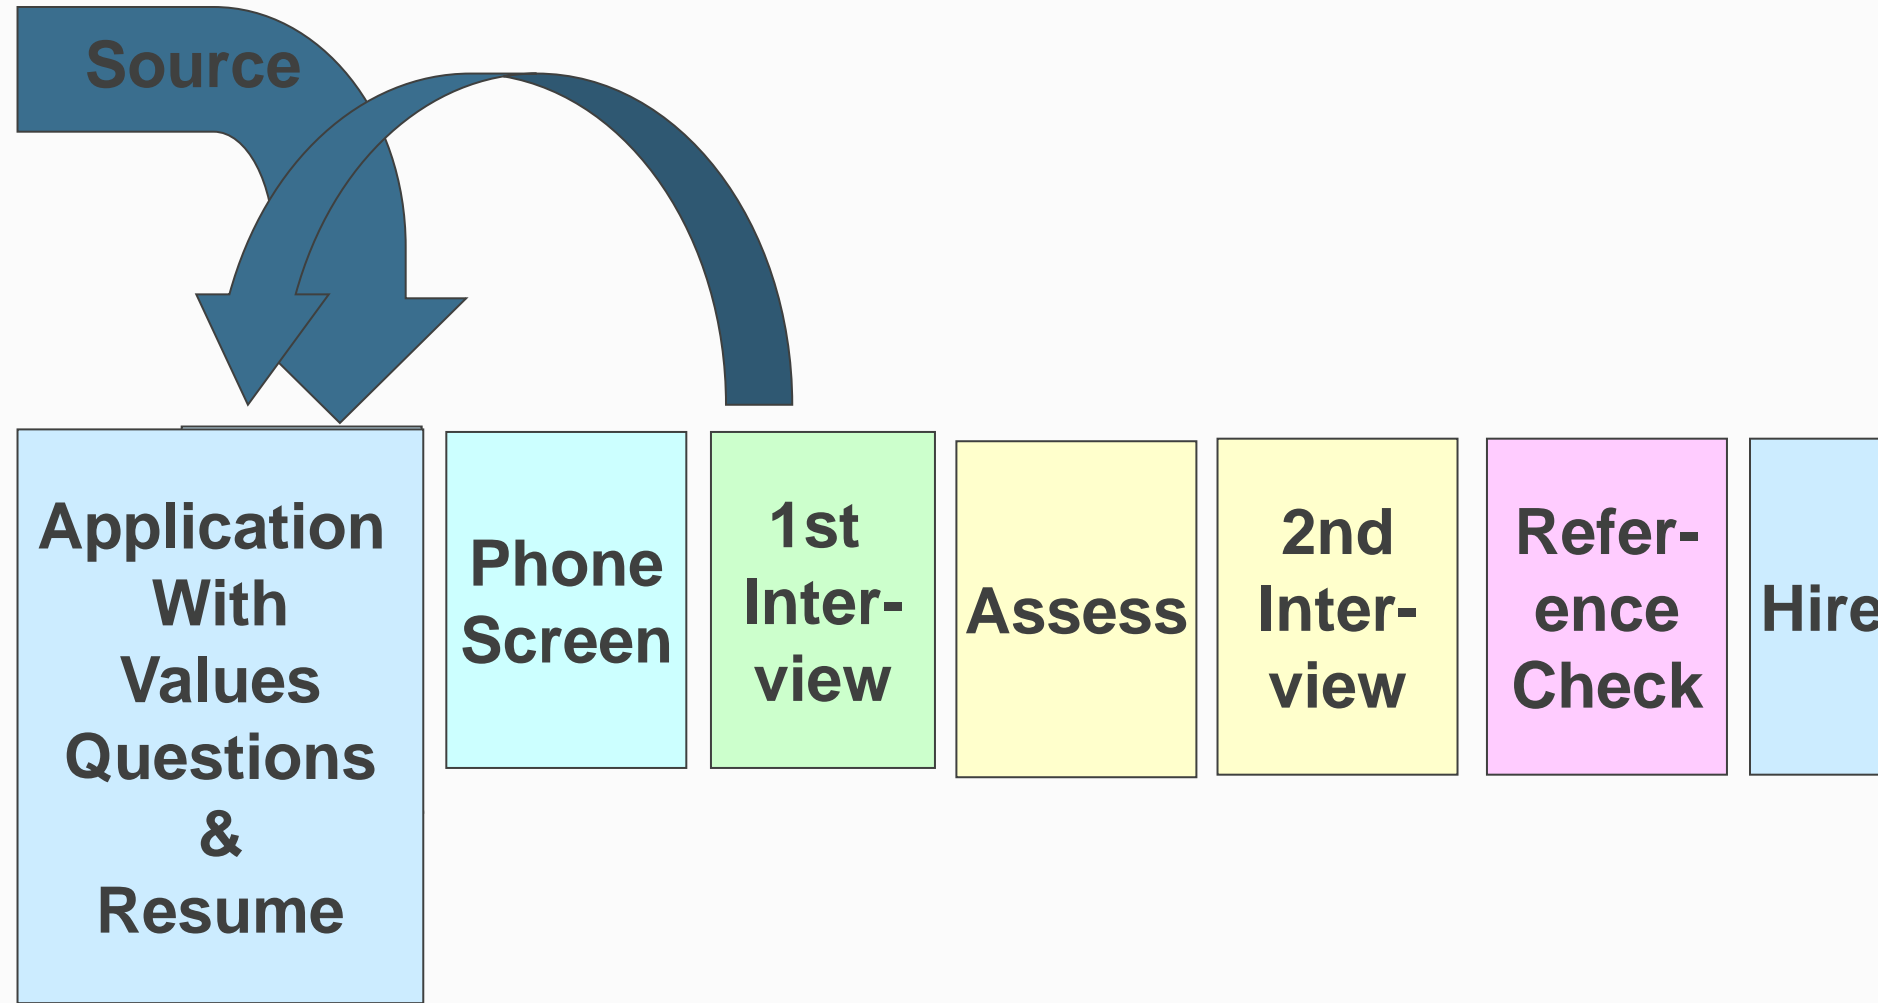 Source
Application
With
Values
Questions
&
Resume
Phone
Screen
1st
Inter-
view
Assess
2nd
Inter-
view
Refer-
ence
Check
Hire